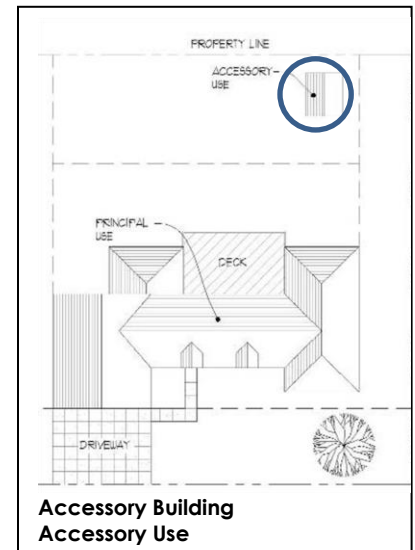 PROPERTY LINE
ACCESSORY
USE
PRINCIPAL
USE
DECK
DRIVEWAY
Accessory Building
Accessory Use